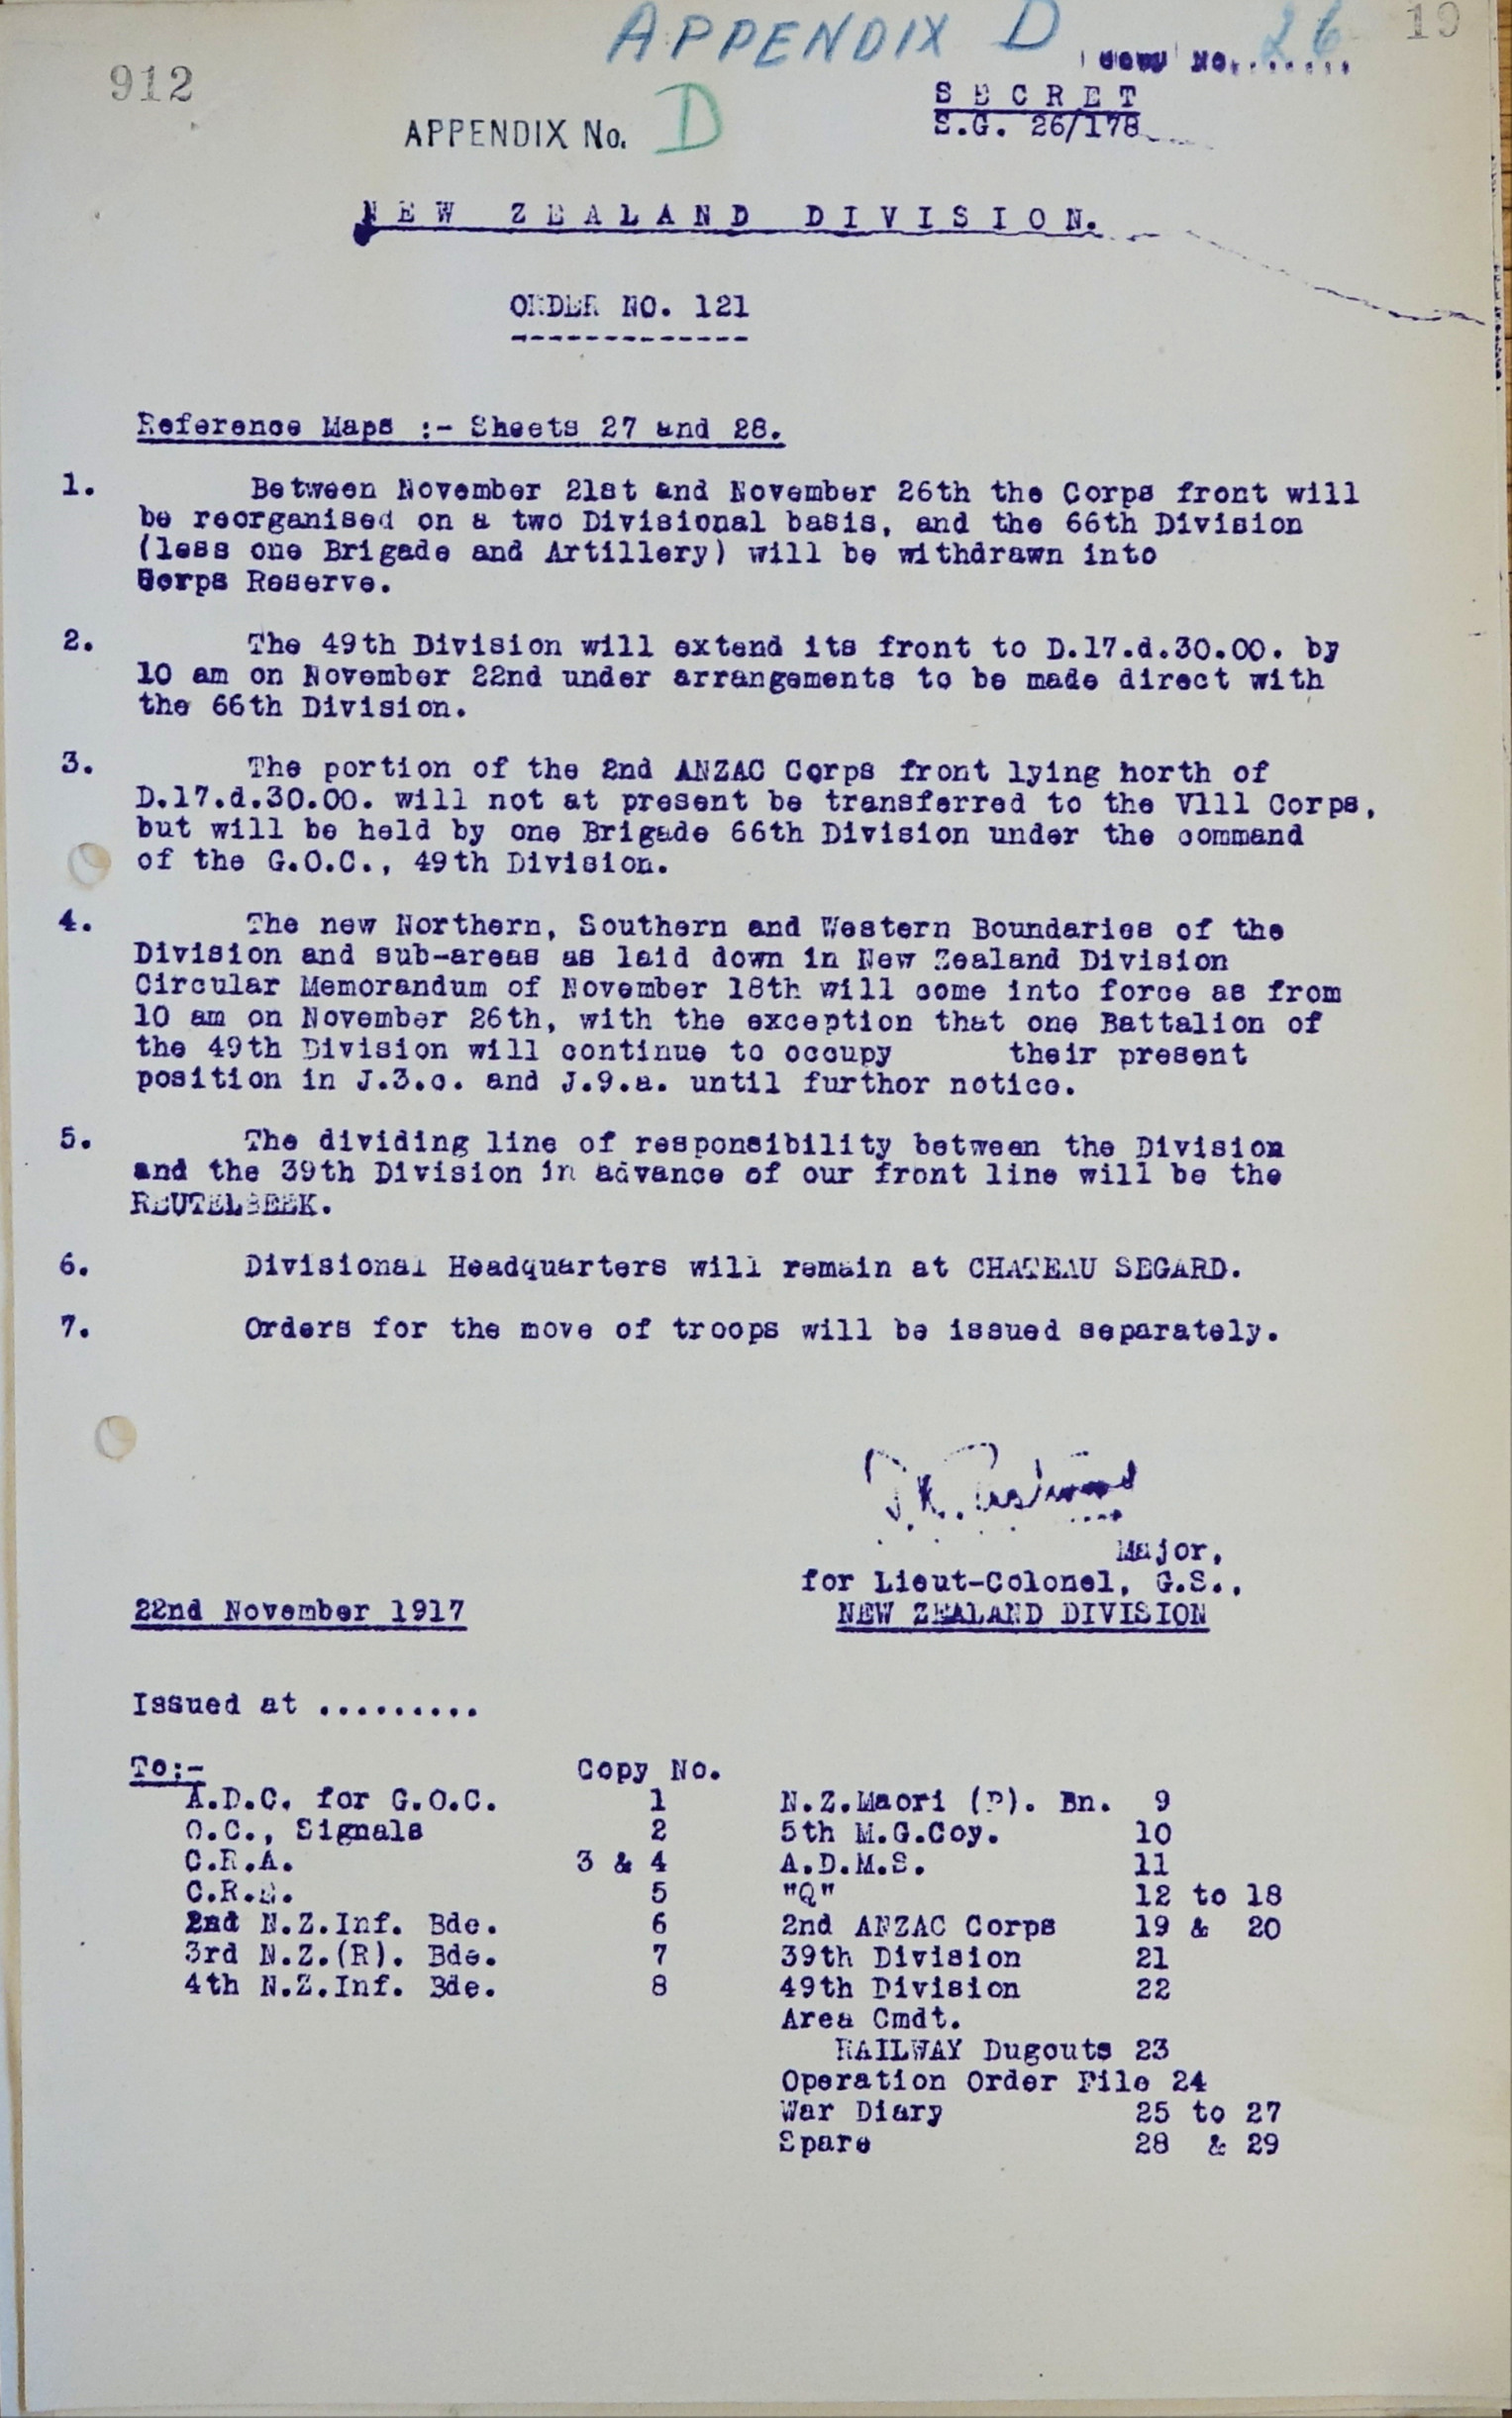 APPENDIX D
19
Copy No........ 26
912
SECRET
S.G. 26/178
APPENDIX No. D
NEW ZEALAND DIVISION.
ORDER NO. 121
-------------
Reference Maps :- Sheets 27 and 28.
1. Between November 21st and November 26th the Corps front will
be reorganised on a two Divisional basis, and the 66th Division
(less one Brigade and Artillery) will be withdrawn into
Corps Reserve.
2. The 49th Division will extend its front to D.17.d.30.00. by
10 am on November 22nd under arrangements to be made direct with
the 66th Division.
3. The portion of the 2nd ANZAC Corps front lying north of
D.17.d.30.00. will not at present be transferred to the V111 Corps,
but will be held by one Brigade 66th Division under the command
of the G.O.C., 49th Division.
4. The new Northern, Southern and Western Boundaries of the
Division and sub-areas as laid down in New Zealand Division
Circular Memorandum of November 18th will come into force as from
10 am on November 26th, with the exception that one Battalion of
the 49th Division will continue to occupy their present
position in J.3.c. and J.9.a. until furthor notice.
5. The dividing line of responsibility between the Division
and the 39th Division in advance of our front line will be the
REUTELBEEK.
6. Divisional Headquarters will remain at CHATEAU SEGARD.
7. Orders for the move of troops will be issued separately.
Major,
for Lieut-Colonel, G.S.,
22nd November 1917 NEW ZEALAND DIVISION
Issued at .........
To:- Copy No.
A.D.C. for G.O.C. 1 N.Z.Maori (P). Bn. 9
O.C., Signals 2 5th M.G.Coy. 10
C.R.A. 3 & 4 A.D.M.S. 11
C.R.E. 5 "Q" 12 to 18
2nd N.Z.Inf. Bde. 6 2nd ANZAC Corps 19 & 20
3rd N.Z.(R). Bde. 7 39th Division 21
4th N.Z.Inf. Bde. 8 49th Division 22
Area Cmdt.
RAILWAY Dugouts 23
Operation Order File 24
War Diary 25 to 27
Spare 28 & 29